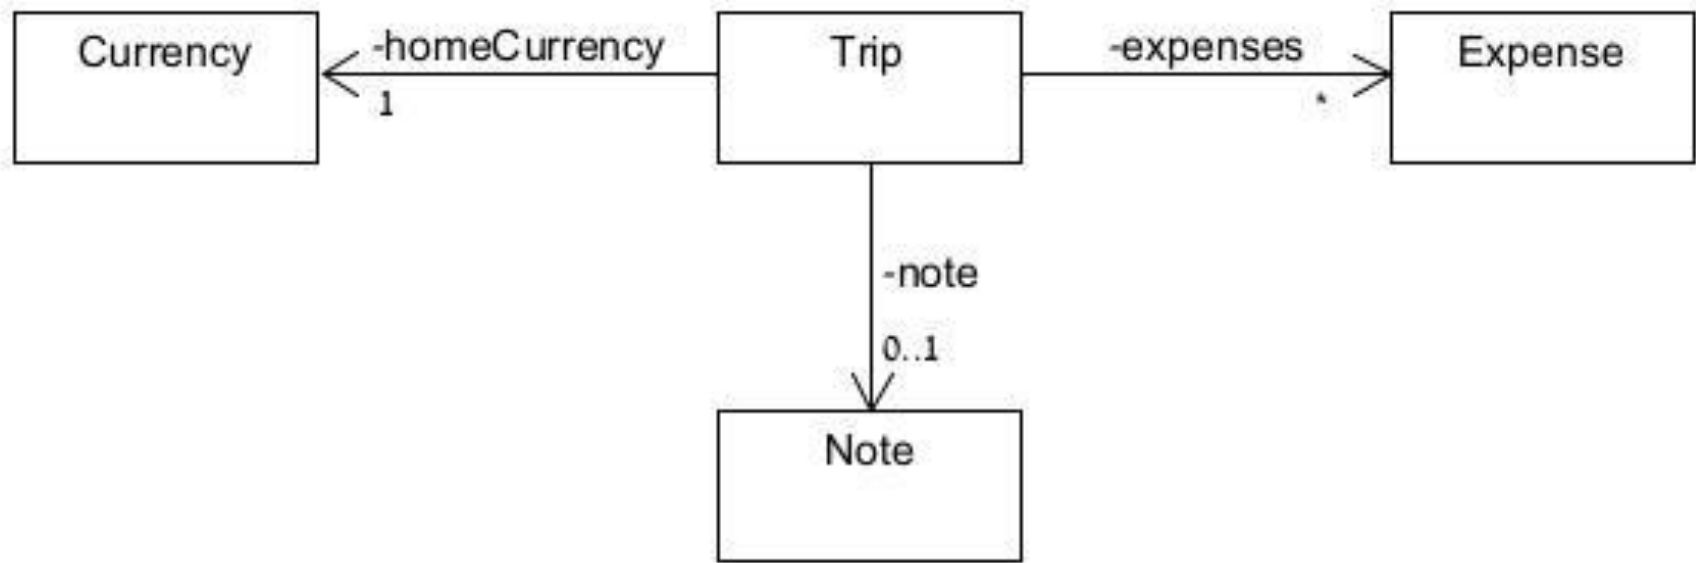 Currency
-homeCurrency
1
Trip
-expenses
*
Expense
-note
0..1
Note